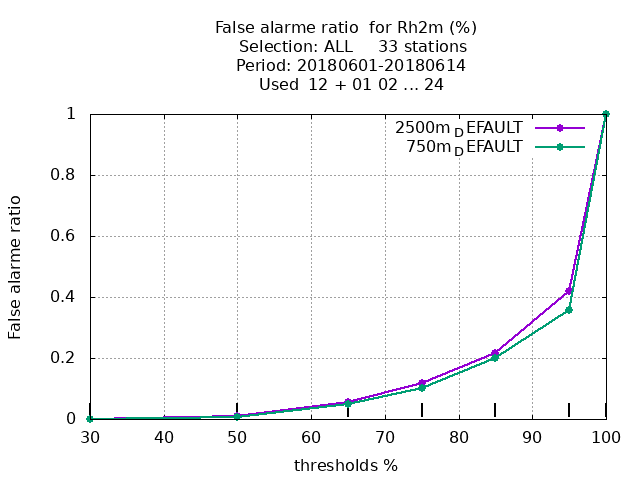 False alarme ratio  for Rh2m (%)
Selection: ALL     33 stations
Period: 20180601-20180614
Used  12 + 01 02 ... 24
2500m_DEFAULT
750m_DEFAULT
1
0.8
0.6
0.4
0.2
0
False alarme ratio
30 40 50 60 70 80 90 100
thresholds %